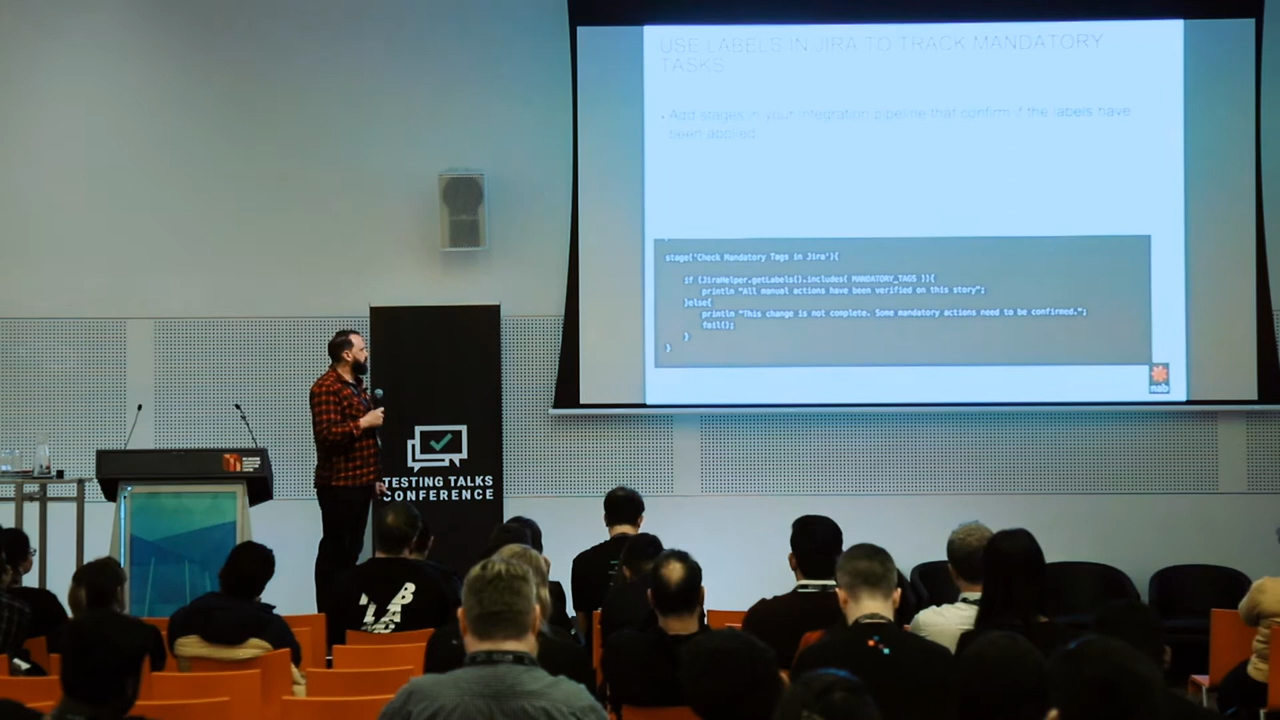 USE LABELS IN JIRA TO TRACK MANDATORY
TASKS
• Add stages in your integration pipeline that confirm if the labels have
been applied
stage('Check Mandatory Tags in Jira'){
if (JiraHelper.getLabels().includes( MANDATORY_TAGS )){
println "All manual actions have been verified on this story";
}else{
println "This change is not complete. Some mandatory actions need to be confirmed.";
fail();
}
}
nab
TESTING TALKS
CONFERENCE